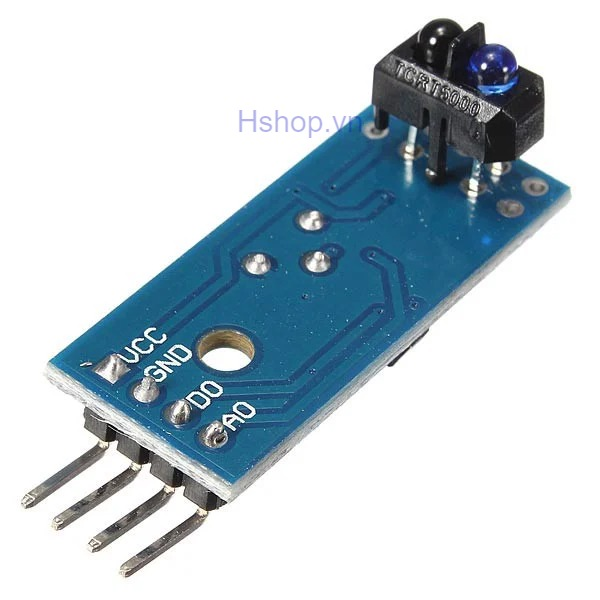 TCRT5000
Hshop.vn
VCC
GND
DO
AO